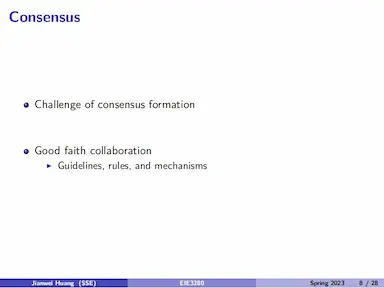 Consensus
Challenge of consensus formation
Good faith collaboration
Guidelines, rules, and mechanisms
Jianwei Huang (SSE) EIE3280 Spring 2023 8 / 28